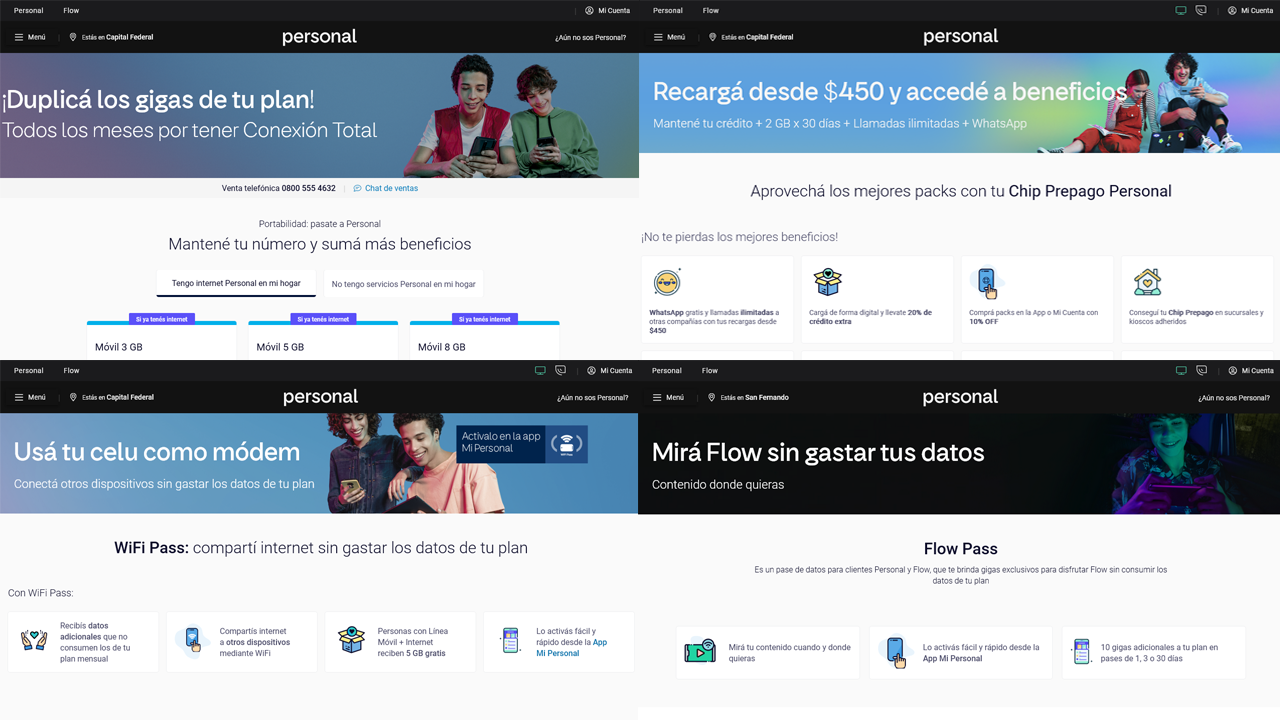 Personal Flow Mi Cuenta
Menú Estás en Capital Federal personal ¿Aún no sos Personal?
¡Duplicá los gigas de tu plan!
Todos los meses por tener Conexión Total
Venta telefónica 0800 555 4632 Chat de ventas
Portabilidad: pasate a Personal
Mantené tu número y sumá más beneficios
Tengo internet Personal en mi hogar No tengo servicios Personal en mi hogar
Si ya tenés internet Si ya tenés internet Si ya tenés internet
Móvil 3 GB Móvil 5 GB Móvil 8 GB
Personal Flow Mi Cuenta
Menú Estás en Capital Federal personal
Recargá desde $450 y accedé a beneficios
Mantené tu crédito + 2 GB x 30 días + Llamadas ilimitadas + WhatsApp
Aprovechá los mejores packs con tu Chip Prepago Personal
¡No te pierdas los mejores beneficios!
WhatsApp gratis y llamadas ilimitadas a
otras compañías con tus recargas desde
$450
Cargá de forma digital y llevate 20% de
crédito extra
Comprá packs en la App o Mi Cuenta con
10% OFF
Conseguí tu Chip Prepago en sucursales y
kioscos adheridos
Personal Flow Mi Cuenta
Menú Estás en Capital Federal personal ¿Aún no sos Personal?
Usá tu celu como módem
Conectá otros dispositivos sin gastar los datos de tu plan
Activalo en la app
Mi Personal
WiFi Pass
WiFi Pass: compartí internet sin gastar los datos de tu plan
Con WiFi Pass:
Recibís datos
adicionales que no
consumen los de tu
plan mensual
Compartís internet
a otros dispositivos
mediante WiFi
Personas con Línea
Móvil + Internet
reciben 5 GB gratis
Lo activás fácil y
rápido desde la App
Mi Personal
Personal Flow Mi Cuenta
Menú Estás en San Fernando personal ¿Aún no sos Personal?
Mirá Flow sin gastar tus datos
Contenido donde quieras
Flow Pass
Es un pase de datos para clientes Personal y Flow, que te brinda gigas exclusivos para disfrutar Flow sin consumir los
datos de tu plan
Mirá tu contenido cuando y donde
quieras
Lo activás fácil y rápido desde la
App Mi Personal
10 gigas adicionales a tu plan en
pases de 1, 3 o 30 días